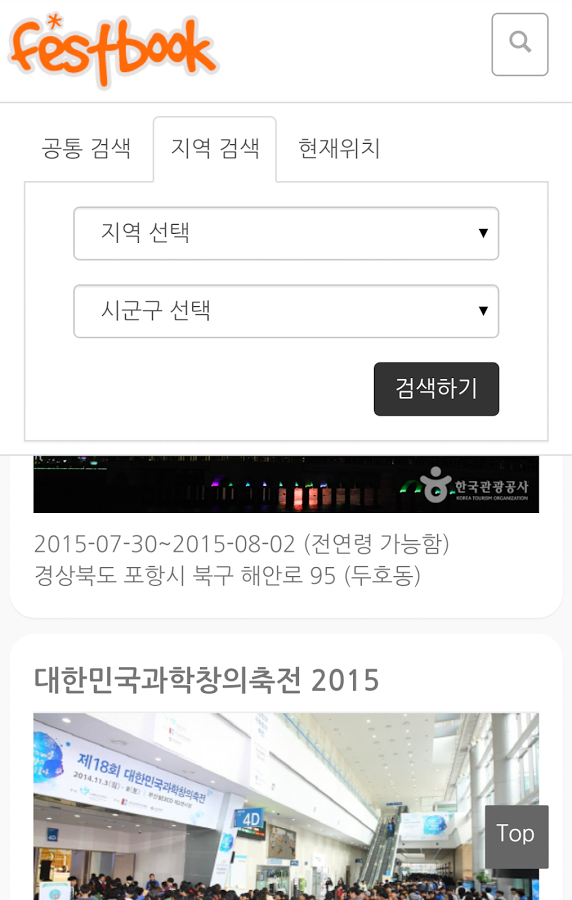 festbook
공통 검색
지역 검색
현재위치
지역 선택
시군구 선택
검색하기
한국관광공사
KOREA TOURISM ORGANIZATION
2015-07-30~2015-08-02 (전연령 가능함)
경상북도 포항시 북구 해안로 95 (두호동)
대한민국과학창의축전 2015
제18회 대한민국과학창의축전
4D
Top